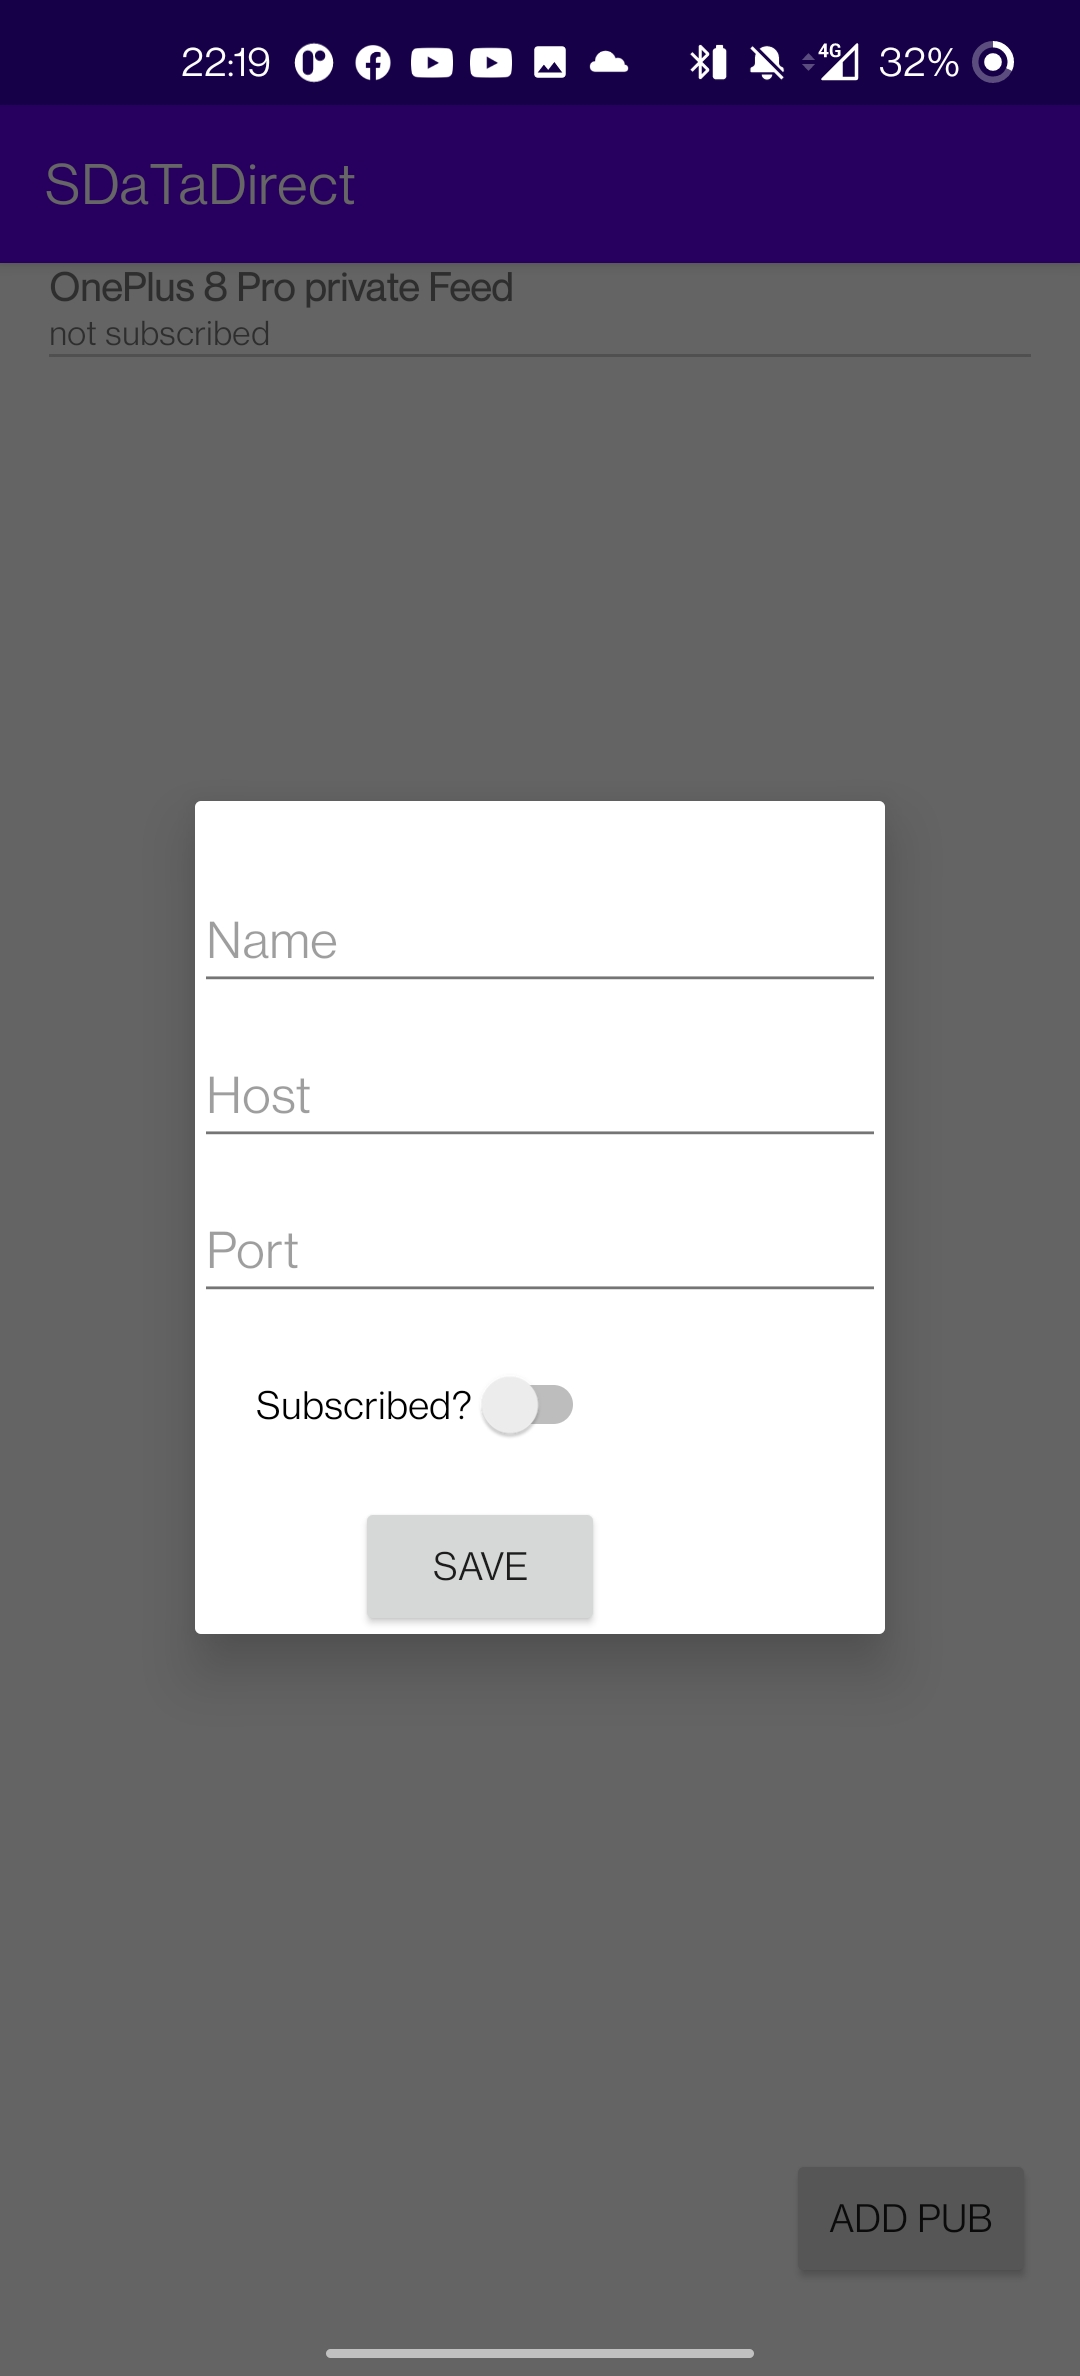 22:19 4G 32%
SDaTaDirect
OnePlus 8 Pro private Feed
not subscribed
Name
Host
Port
Subscribed?
SAVE
ADD PUB